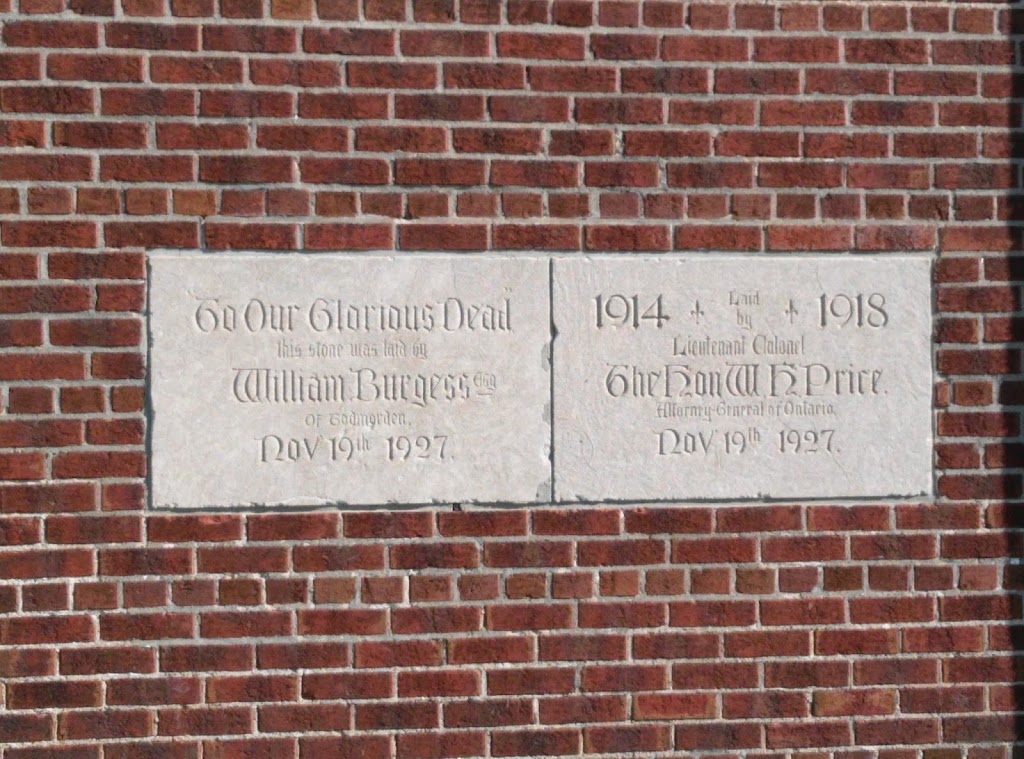 "To Our Glorious Dead"
this stone was laid by
William Burgess Esq
Of Todmorden,
Nov 19th 1927.
1914 Laid by 1918
Lieutenant Colonel
The Hon W. H. Price.
Attorney-General of Ontario,
Nov 19th 1927.